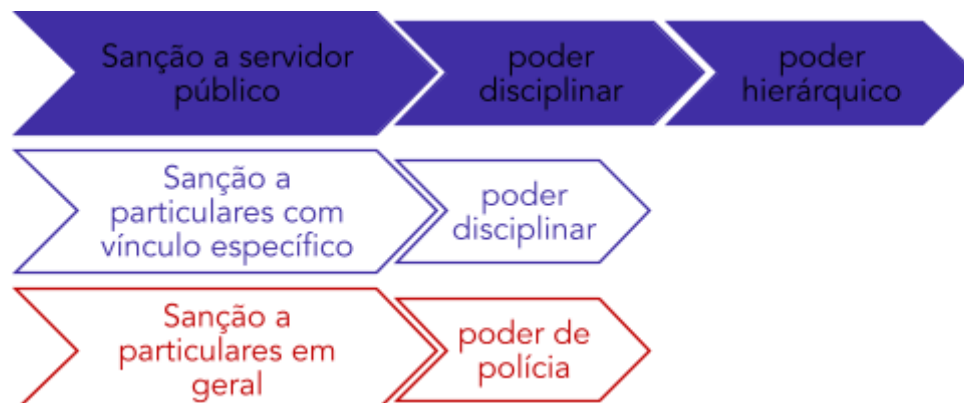 Sanção a servidor
público
poder
disciplinar
poder
hierárquico
Sanção a
particulares com
vínculo específico
poder
disciplinar
Sanção a
particulares em
geral
poder de
polícia